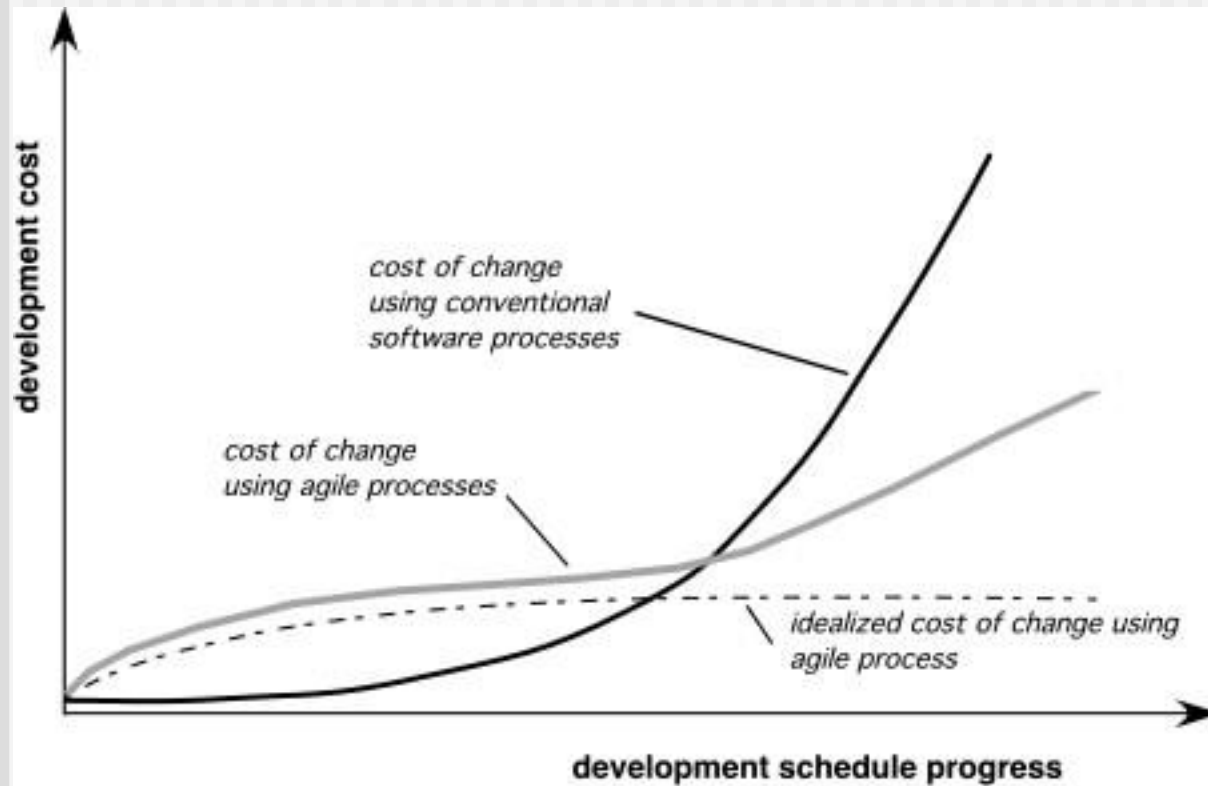 development cost
cost of change
using conventional
software processes
cost of change
using agile processes
idealized cost of change using
agile process
development schedule progress